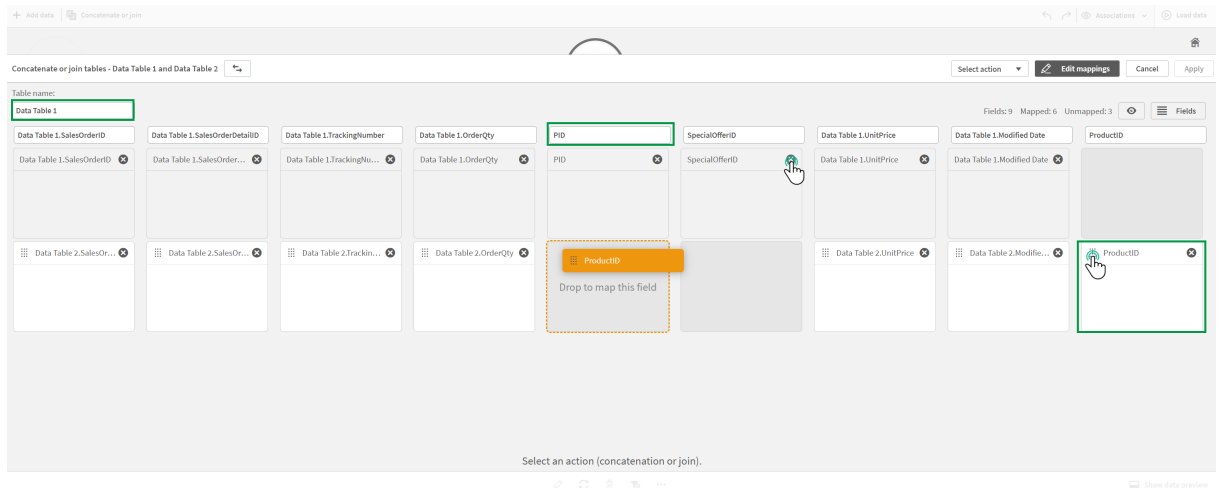 Add data Concatenate or join Associations Load data
Concatenate or join tables - Data Table 1 and Data Table 2 Select action Edit mappings Cancel Apply
Table name:
Data Table 1 Fields: 9 Mapped: 6 Unmapped: 3 Fields
Data Table 1.SalesOrderID Data Table 1.SalesOrderDetailID Data Table 1.TrackingNumber Data Table 1.OrderQty PID SpecialOfferID Data Table 1.UnitPrice Data Table 1.Modified Date ProductID
Data Table 1.SalesOrderID Data Table 1.SalesOrder... Data Table 1.TrackingNu... Data Table 1.OrderQty PID SpecialOfferID Data Table 1.UnitPrice Data Table 1.Modified Date
Data Table 2.SalesOr... Data Table 2.SalesOr... Data Table 2.Trackin... Data Table 2.OrderQty ProductID Data Table 2.UnitPrice Data Table 2.Modifie... ProductID
Drop to map this field
Select an action (concatenation or join).
Show data preview